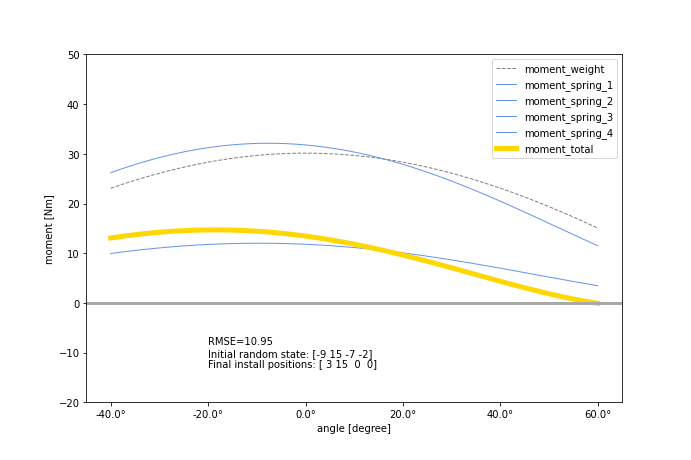 50
40
30
20
10
0
−10
−20
moment [Nm]
moment_weight
moment_spring_1
moment_spring_2
moment_spring_3
moment_spring_4
moment_total
RMSE=10.95
Initial random state: [-9 15 -7 -2]
Final install positions: [ 3 15  0  0]
-40.0° -20.0° 0.0° 20.0° 40.0° 60.0°
angle [degree]